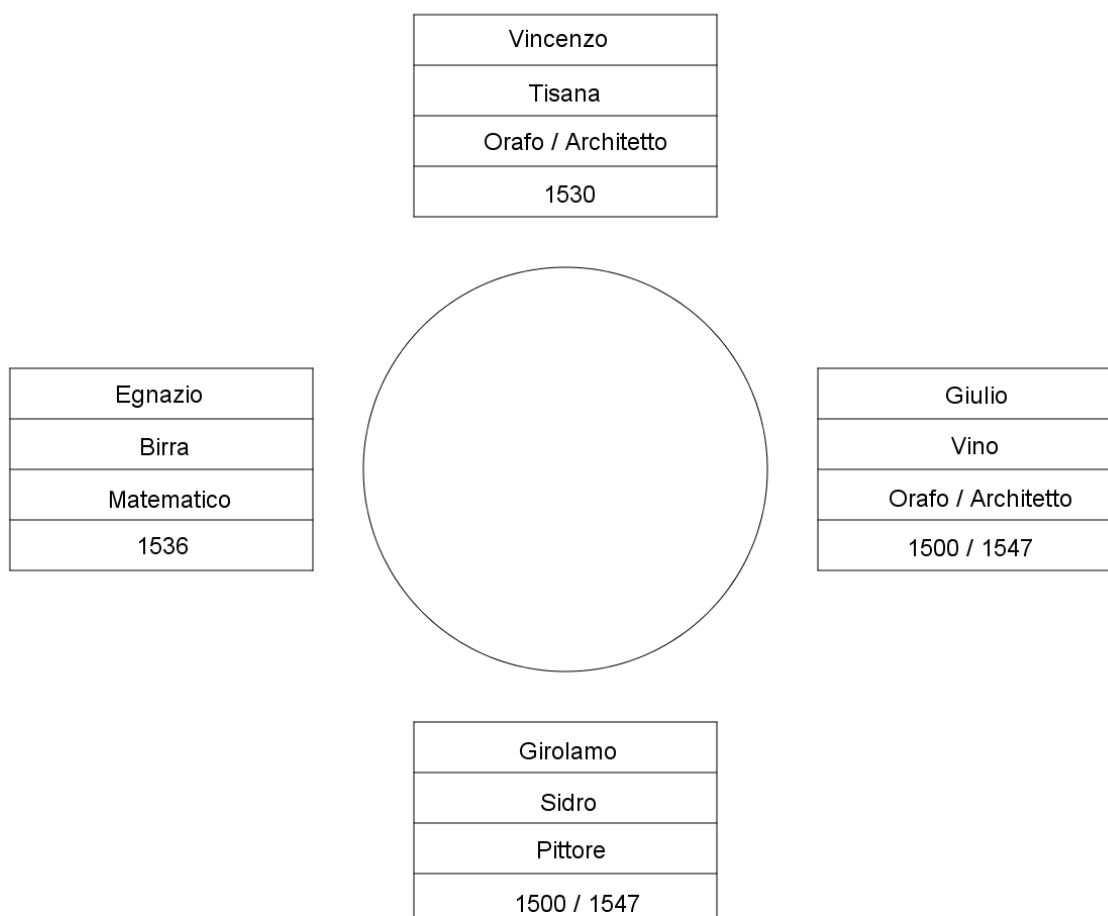 Vincenzo
Tisana
Orafo / Architetto
1530
Egnazio
Birra
Matematico
1536
Giulio
Vino
Orafo / Architetto
1500 / 1547
Girolamo
Sidro
Pittore
1500 / 1547